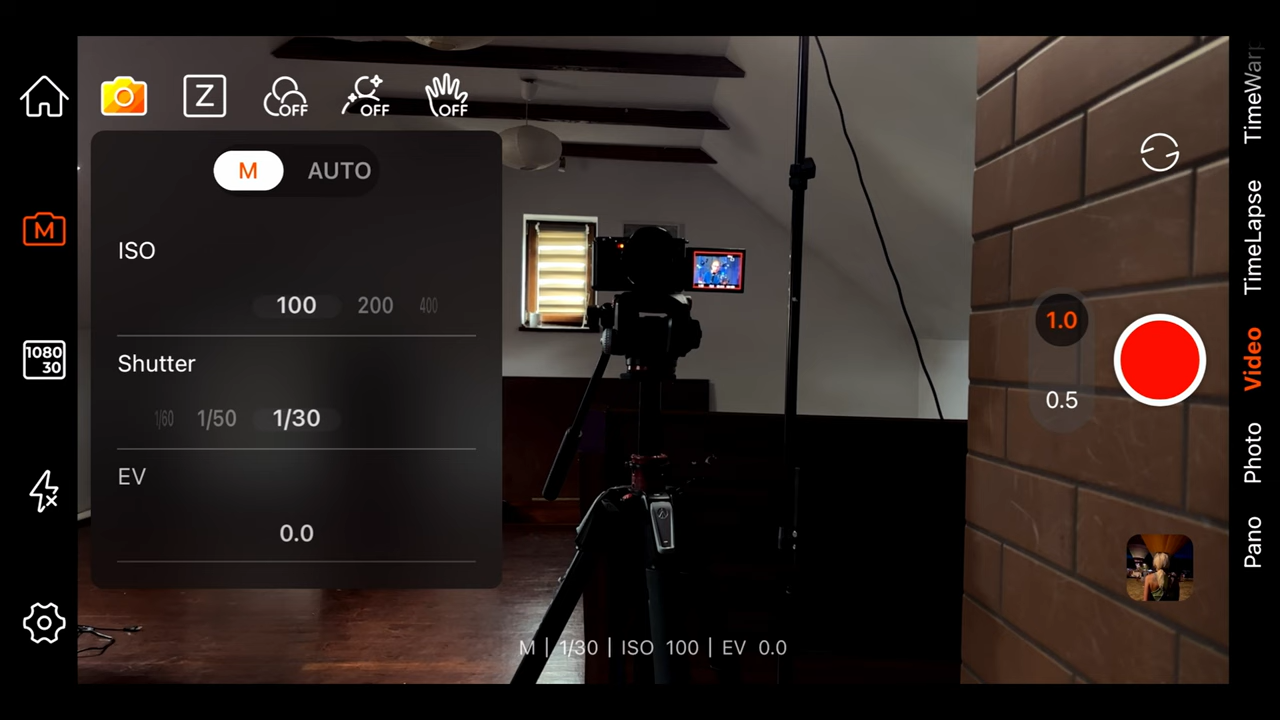 Z
OFF
OFF
OFF
M AUTO
ISO
100 200 400
Shutter
1/60 1/50 1/30
EV
0.0
M
1080
30
M | 1/30 | ISO 100 | EV 0.0
1.0
0.5
TimeWarp
TimeLapse
Video
Photo
Pano